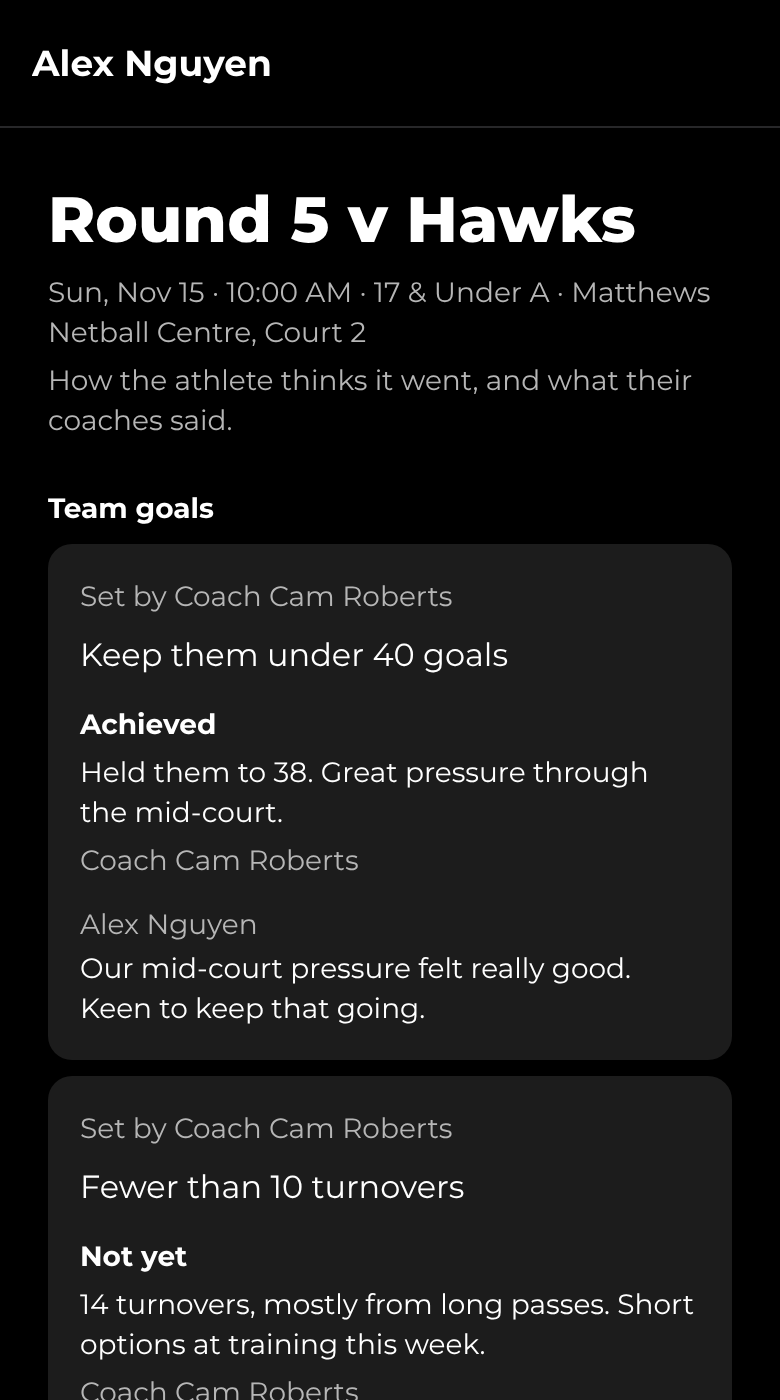 Alex Nguyen
Round 5 v Hawks
Sun, Nov 15 · 10:00 AM · 17 & Under A · Matthews
Netball Centre, Court 2
How the athlete thinks it went, and what their
coaches said.
Team goals
Set by Coach Cam Roberts
Keep them under 40 goals
Achieved
Held them to 38. Great pressure through
the mid-court.
Coach Cam Roberts
Alex Nguyen
Our mid-court pressure felt really good.
Keen to keep that going.
Set by Coach Cam Roberts
Fewer than 10 turnovers
Not yet
14 turnovers, mostly from long passes. Short
options at training this week.
Coach Cam Roberts